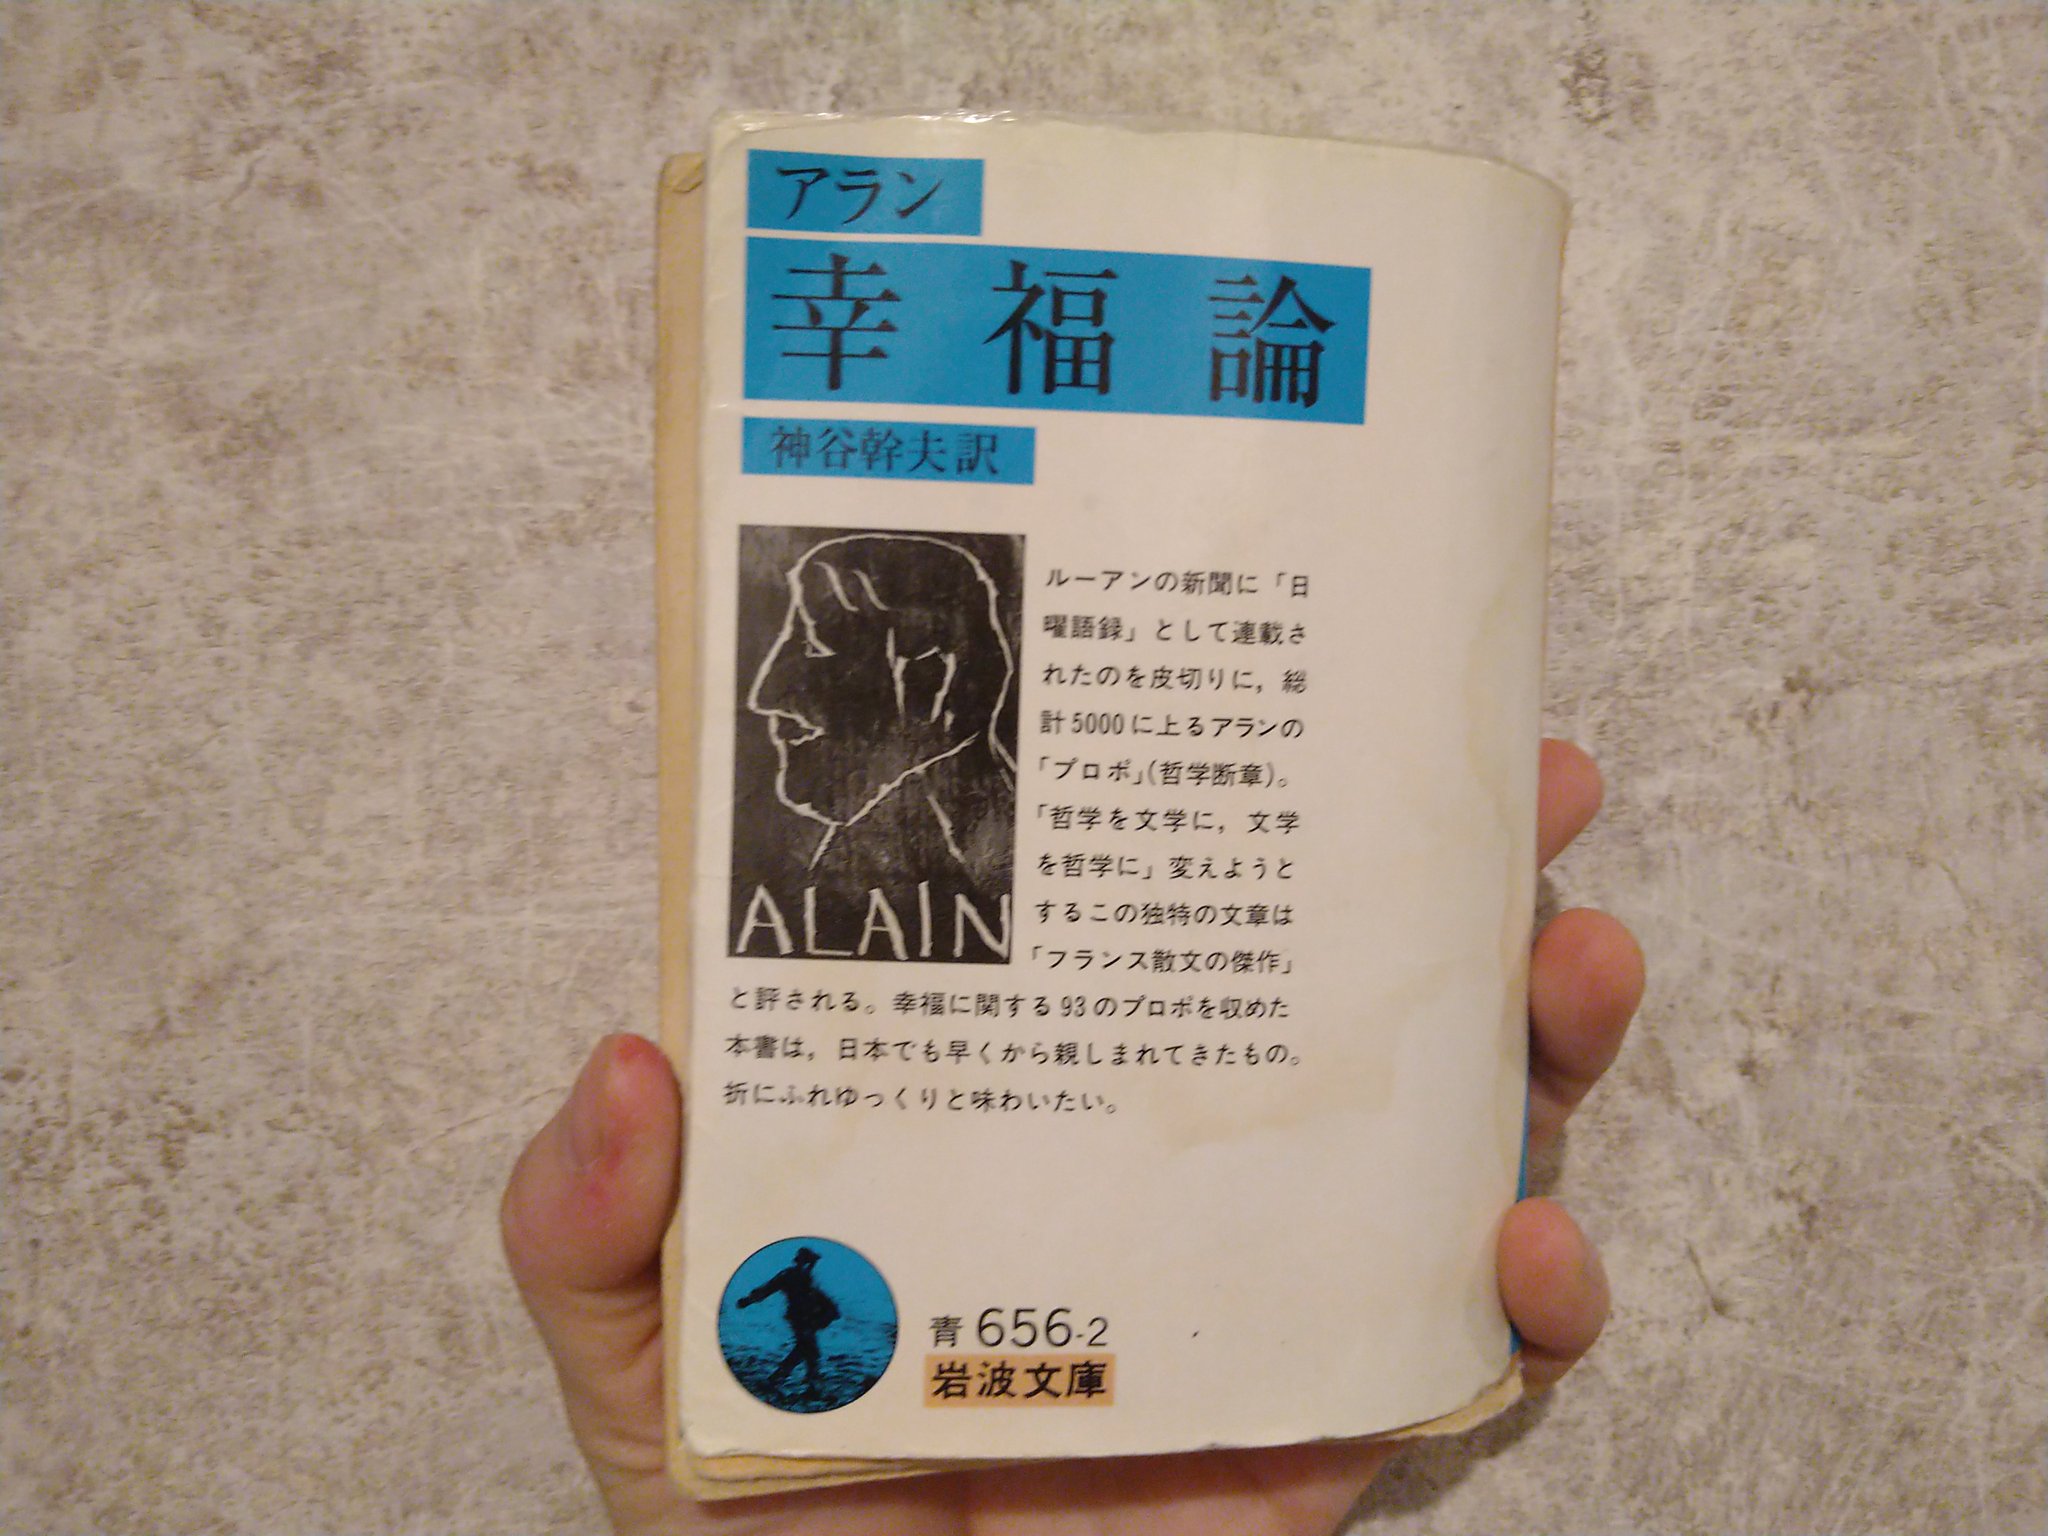 アラン
幸福論
神谷幹夫訳
ALAIN
ルーアンの新聞に「日
曜語録」として連載さ
れたのを皮切りに，総
計5000に上るアランの
「プロポ」（哲学断章）。
「哲学を文学に，文学
を哲学に」変えようと
するこの独特の文章は
「フランス散文の傑作」
と評される。幸福に関する93のプロポを収めた
本書は，日本でも早くから親しまれてきたもの。
折にふれゆっくりと味わいたい。
青 656-2
岩波文庫